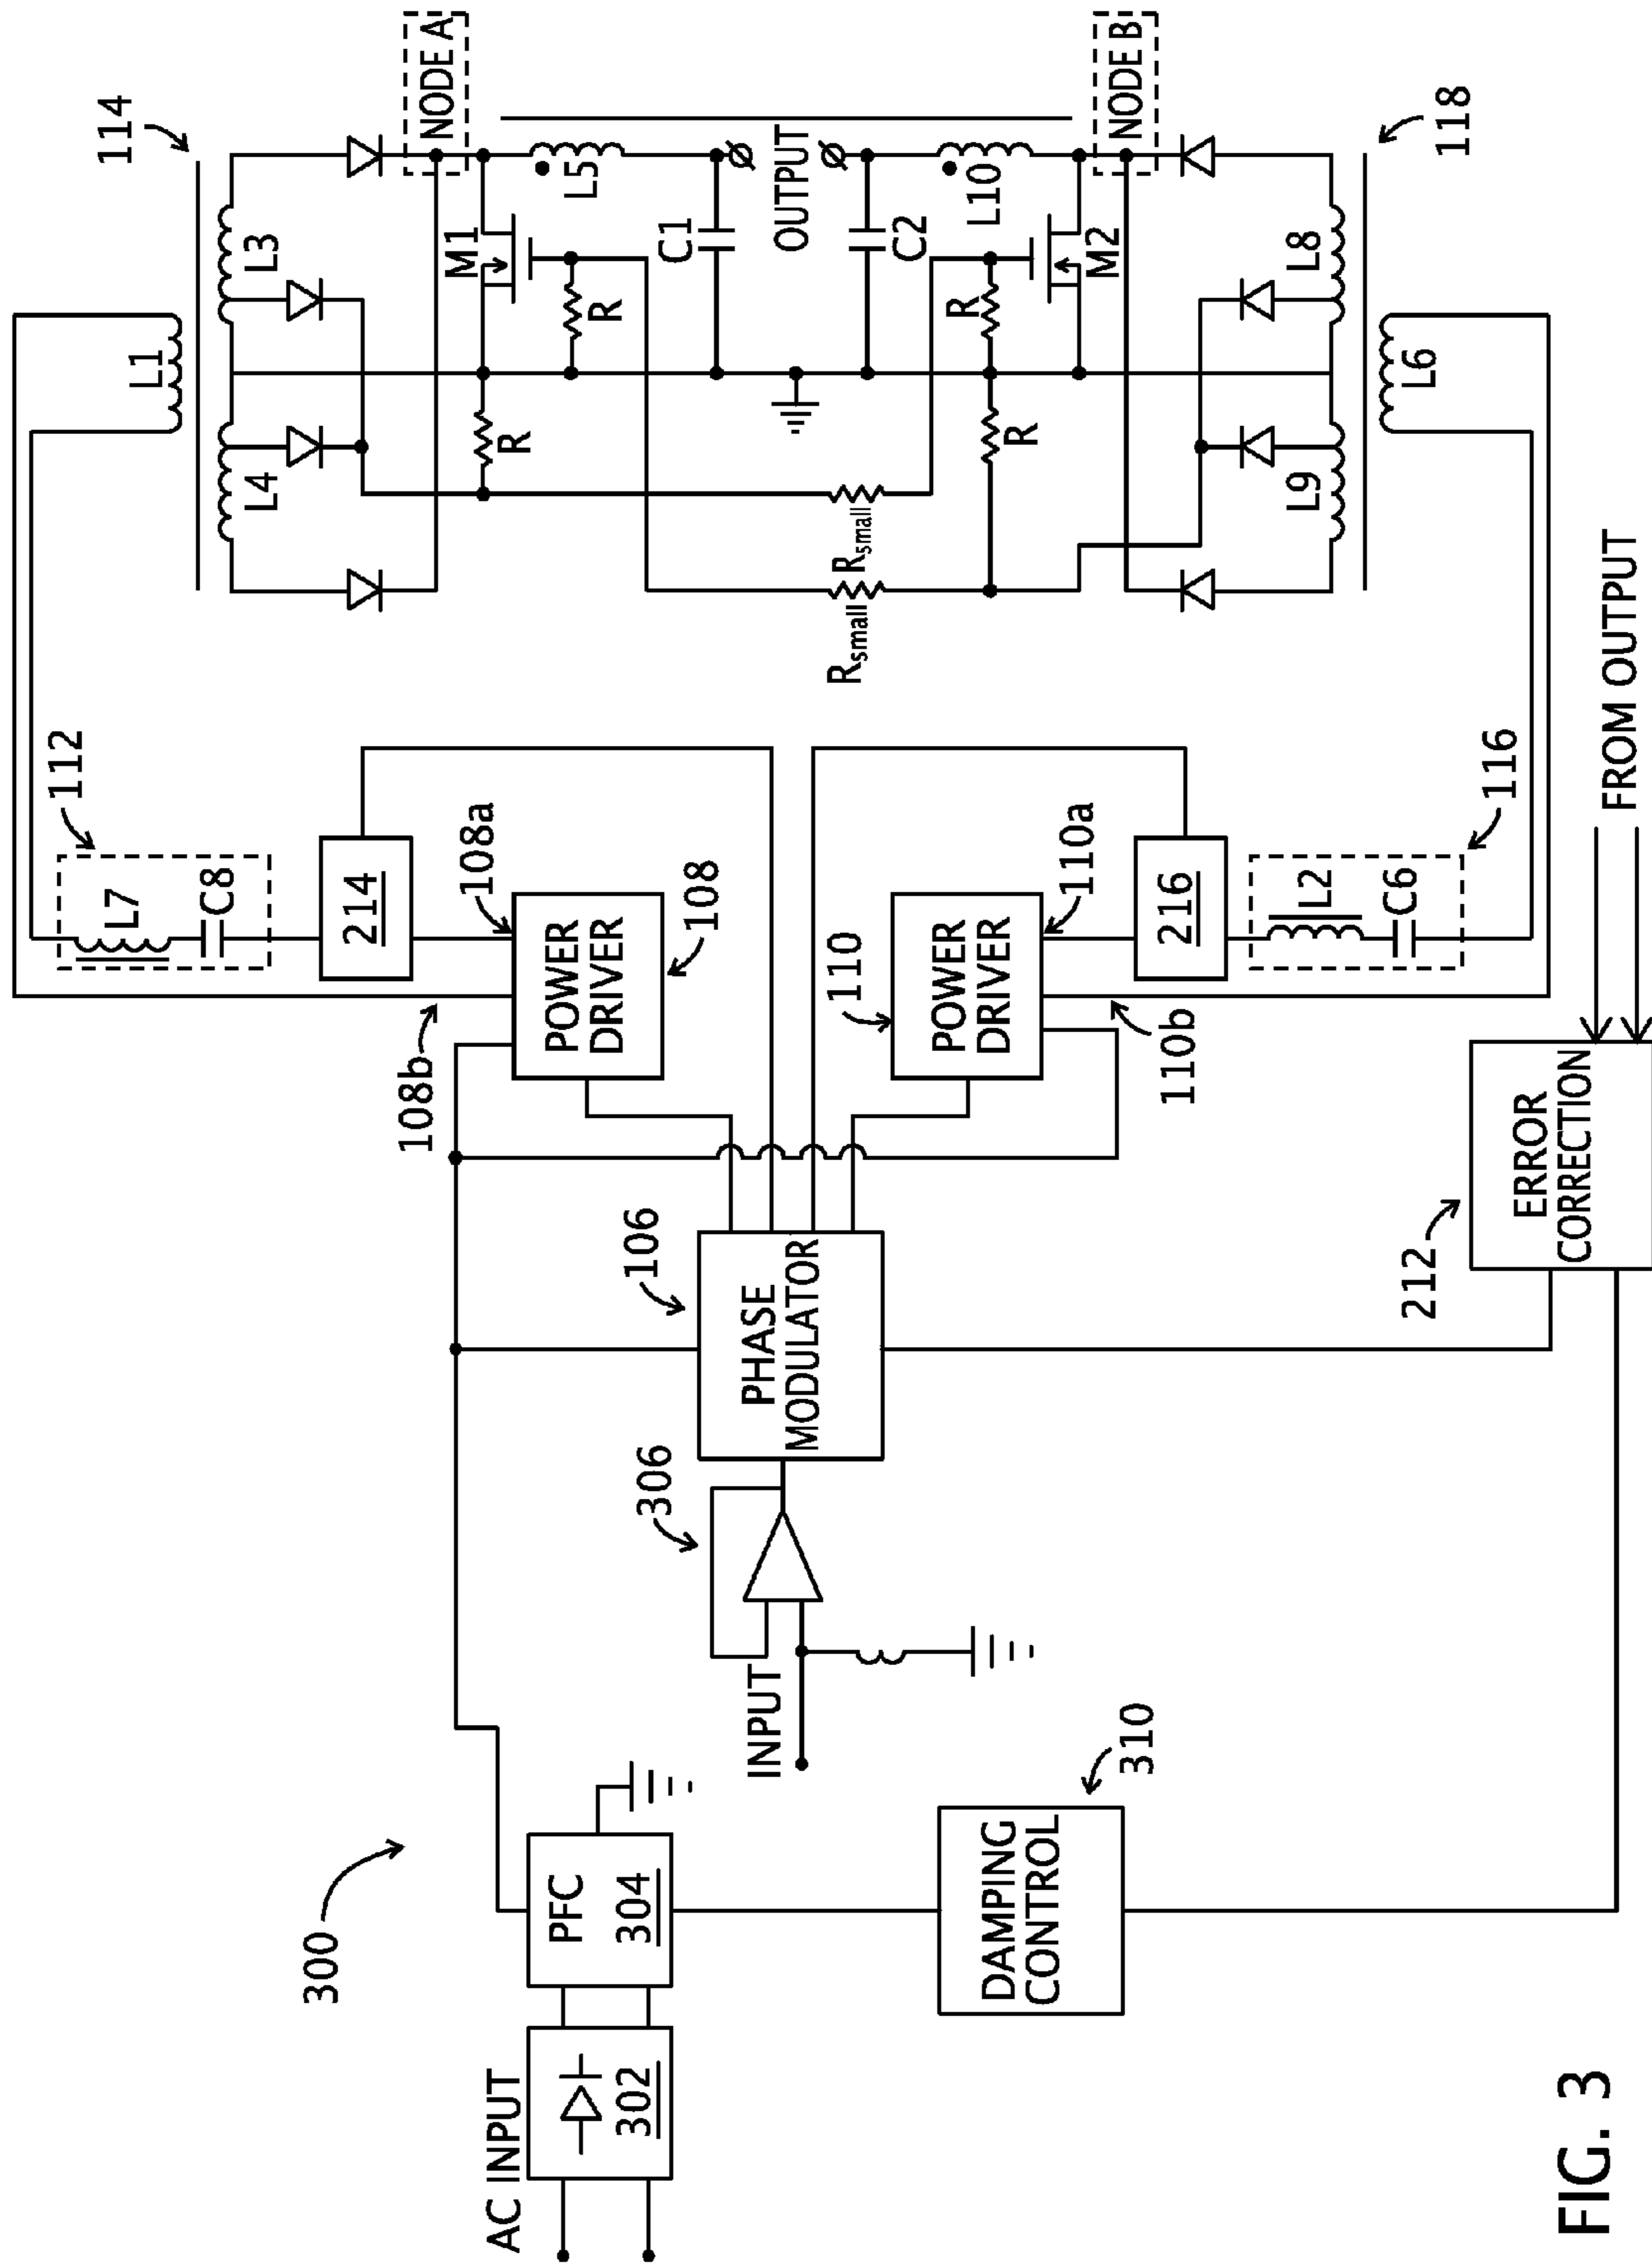 300
AC INPUT
302
PFC
304
DAMPING
CONTROL
310
INPUT
306
PHASE
MODULATOR
106
ERROR
CORRECTION
212
FROM OUTPUT
108b
POWER
DRIVER
108
108a
214
112
L7
C8
110
POWER
DRIVER
110a
110b
216
116
L2
C6
114
L1
L4
L3
NODE A
M1
R
R
L5
C1
OUTPUT
C2
L10
R
R
M2
Rsmall
Rsmall
NODE B
L9
L8
L6
118
FIG. 3